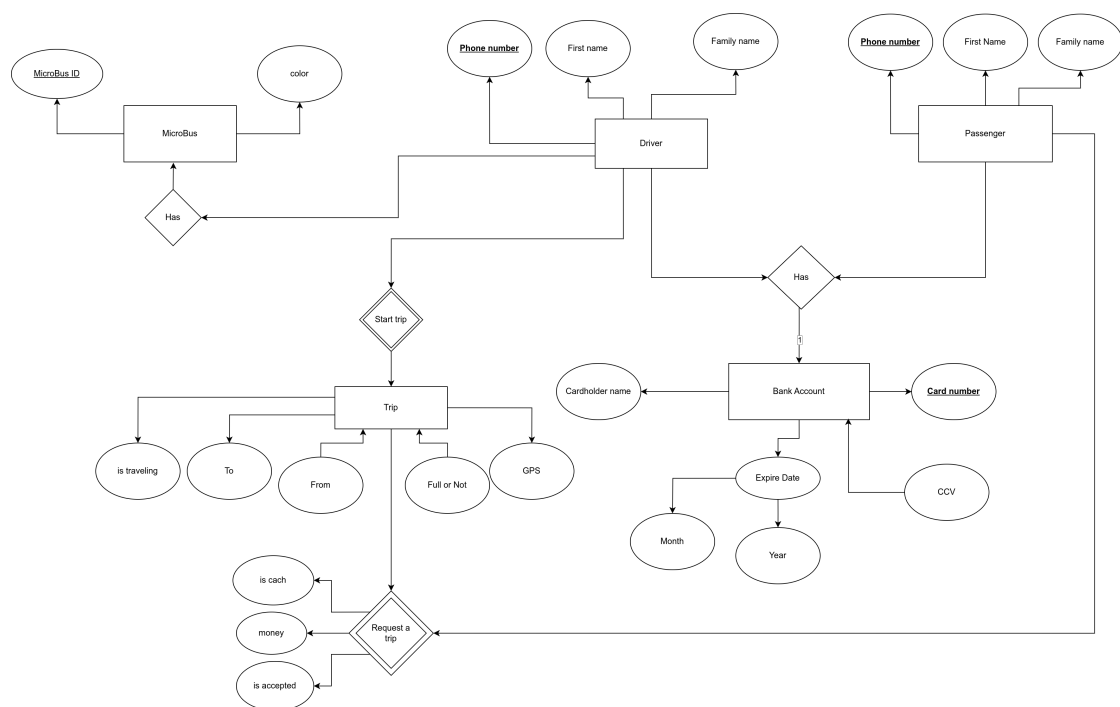 Phone number
First name
Family name
Phone number
First Name
Family name
MicroBus ID
color
MicroBus
Driver
Passenger
Has
Has
Start trip
1
Cardholder name
Bank Account
Card number
Trip
is traveling
To
From
Full or Not
GPS
Expire Date
CCV
Month
Year
is cach
money
Request a
trip
is accepted